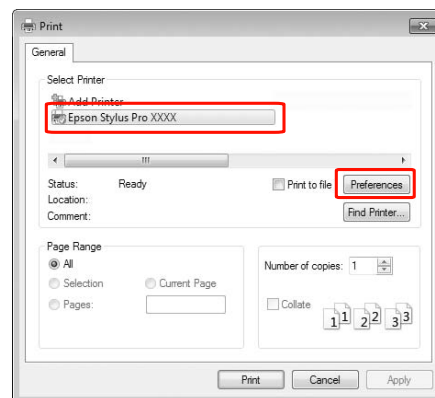 Print
General
Select Printer
Add Printer
Epson Stylus Pro XXXX
Status: Ready Print to file Preferences
Location:
Comment: Find Printer...
Page Range
All Number of copies: 1
Selection Current Page
Pages: Collate
1 1 2 2 3 3
Print Cancel Apply